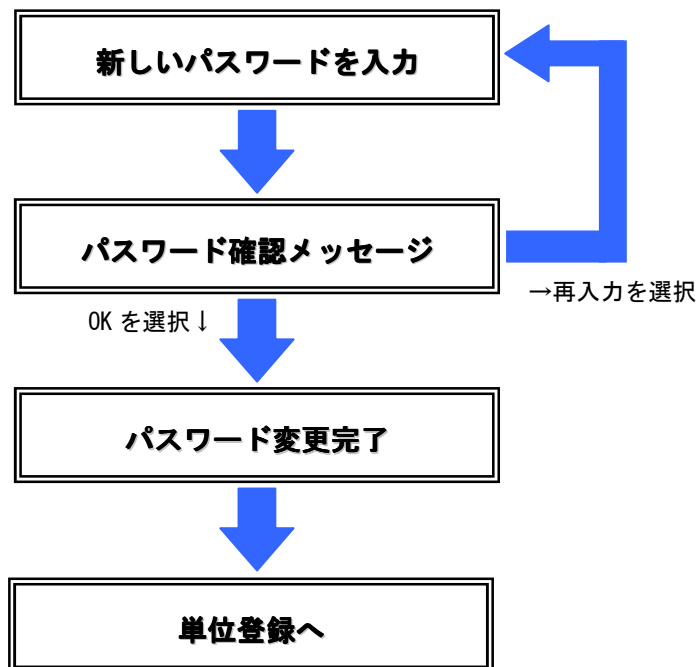 新しいパスワードを入力
パスワード確認メッセージ
→再入力を選択
OK を選択↓
パスワード変更完了
単位登録へ